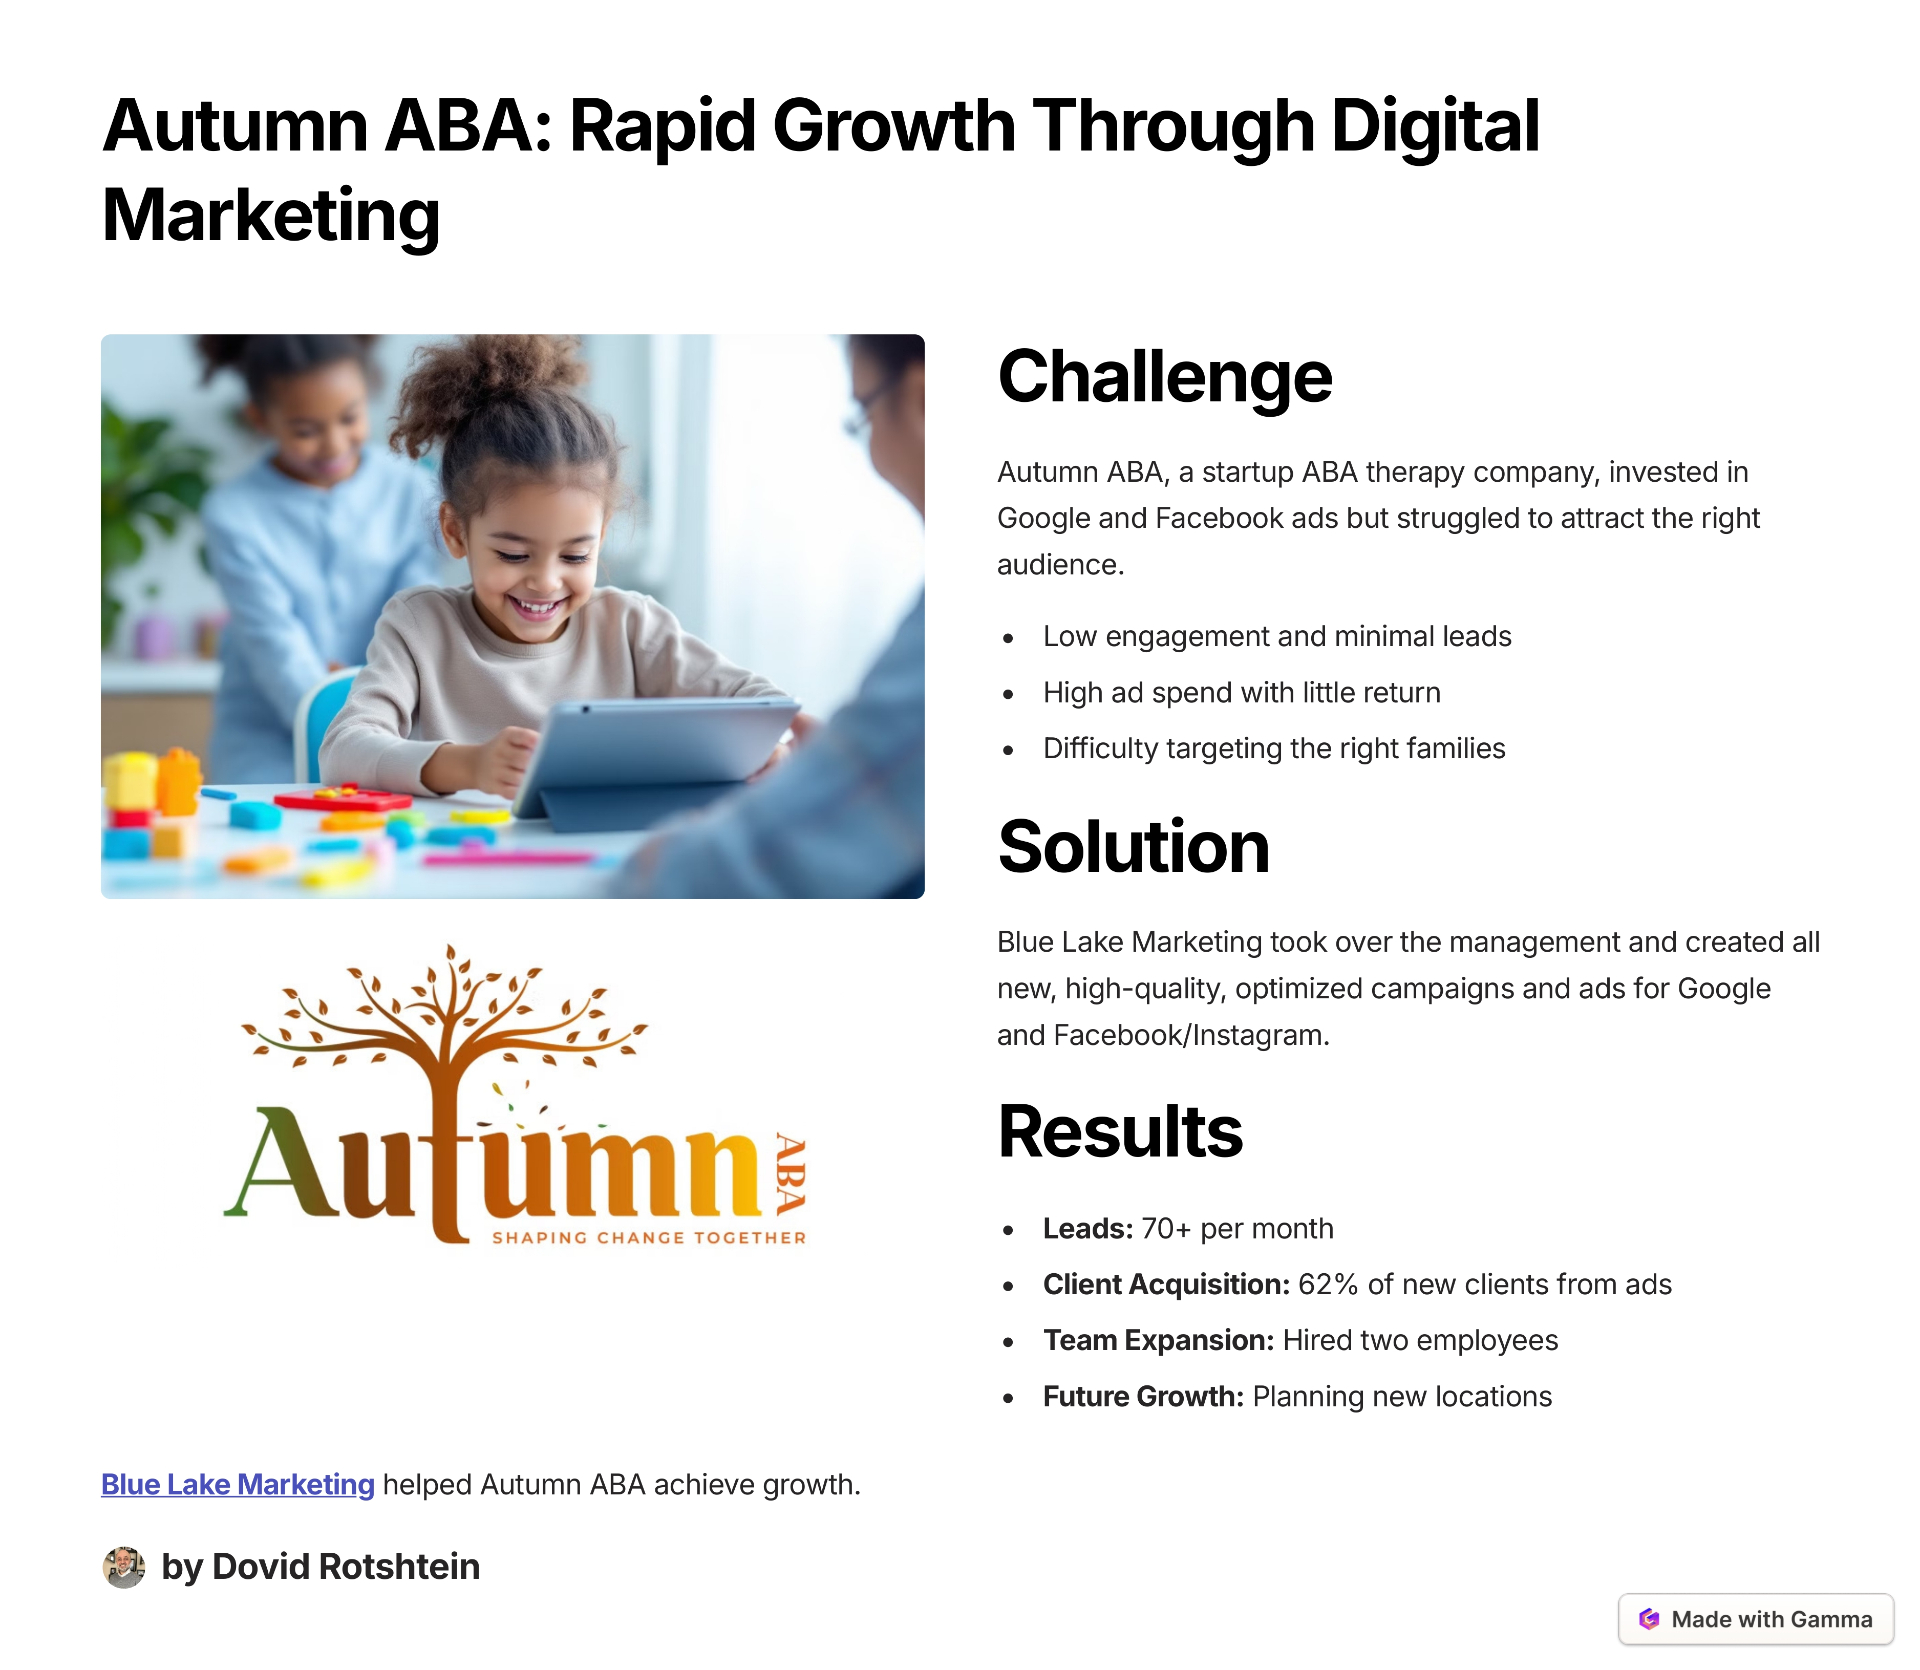 Autumn ABA: Rapid Growth Through Digital
Marketing
Autumn ABA
SHAPING CHANGE TOGETHER
Challenge
Autumn ABA, a startup ABA therapy company, invested in
Google and Facebook ads but struggled to attract the right
audience.
• Low engagement and minimal leads
• High ad spend with little return
• Difficulty targeting the right families
Solution
Blue Lake Marketing took over the management and created all
new, high-quality, optimized campaigns and ads for Google
and Facebook/Instagram.
Results
• Leads: 70+ per month
• Client Acquisition: 62% of new clients from ads
• Team Expansion: Hired two employees
• Future Growth: Planning new locations
Blue Lake Marketing helped Autumn ABA achieve growth.
by Dovid Rotshtein
Made with Gamma